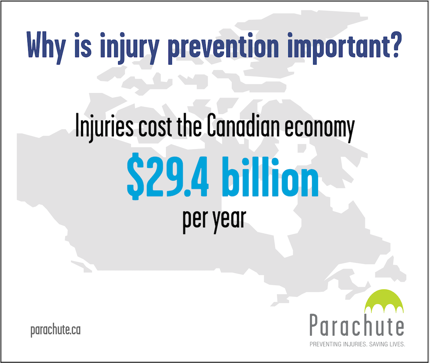 Why is injury prevention important?
Injuries cost the Canadian economy
$29.4 billion
per year
parachute.ca
Parachute
PREVENTING INJURIES. SAVING LIVES.